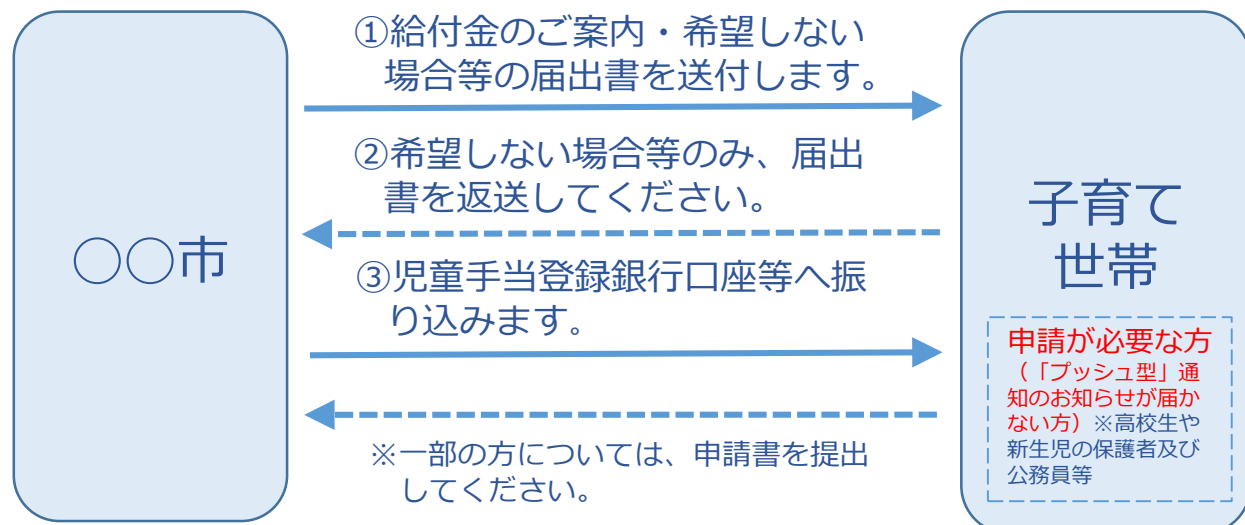 ①給付金のご案内・希望しない
場合等の届出書を送付します。
②希望しない場合等のみ、届出
書を返送してください。
〇〇市
③児童手当登録銀行口座等へ振
り込みます。
※一部の方については、申請書を提出
してください。
子育て
世帯
申請が必要な方
（「プッシュ型」通
知のお知らせが届か
ない方）※高校生や
新生児の保護者及び
公務員等